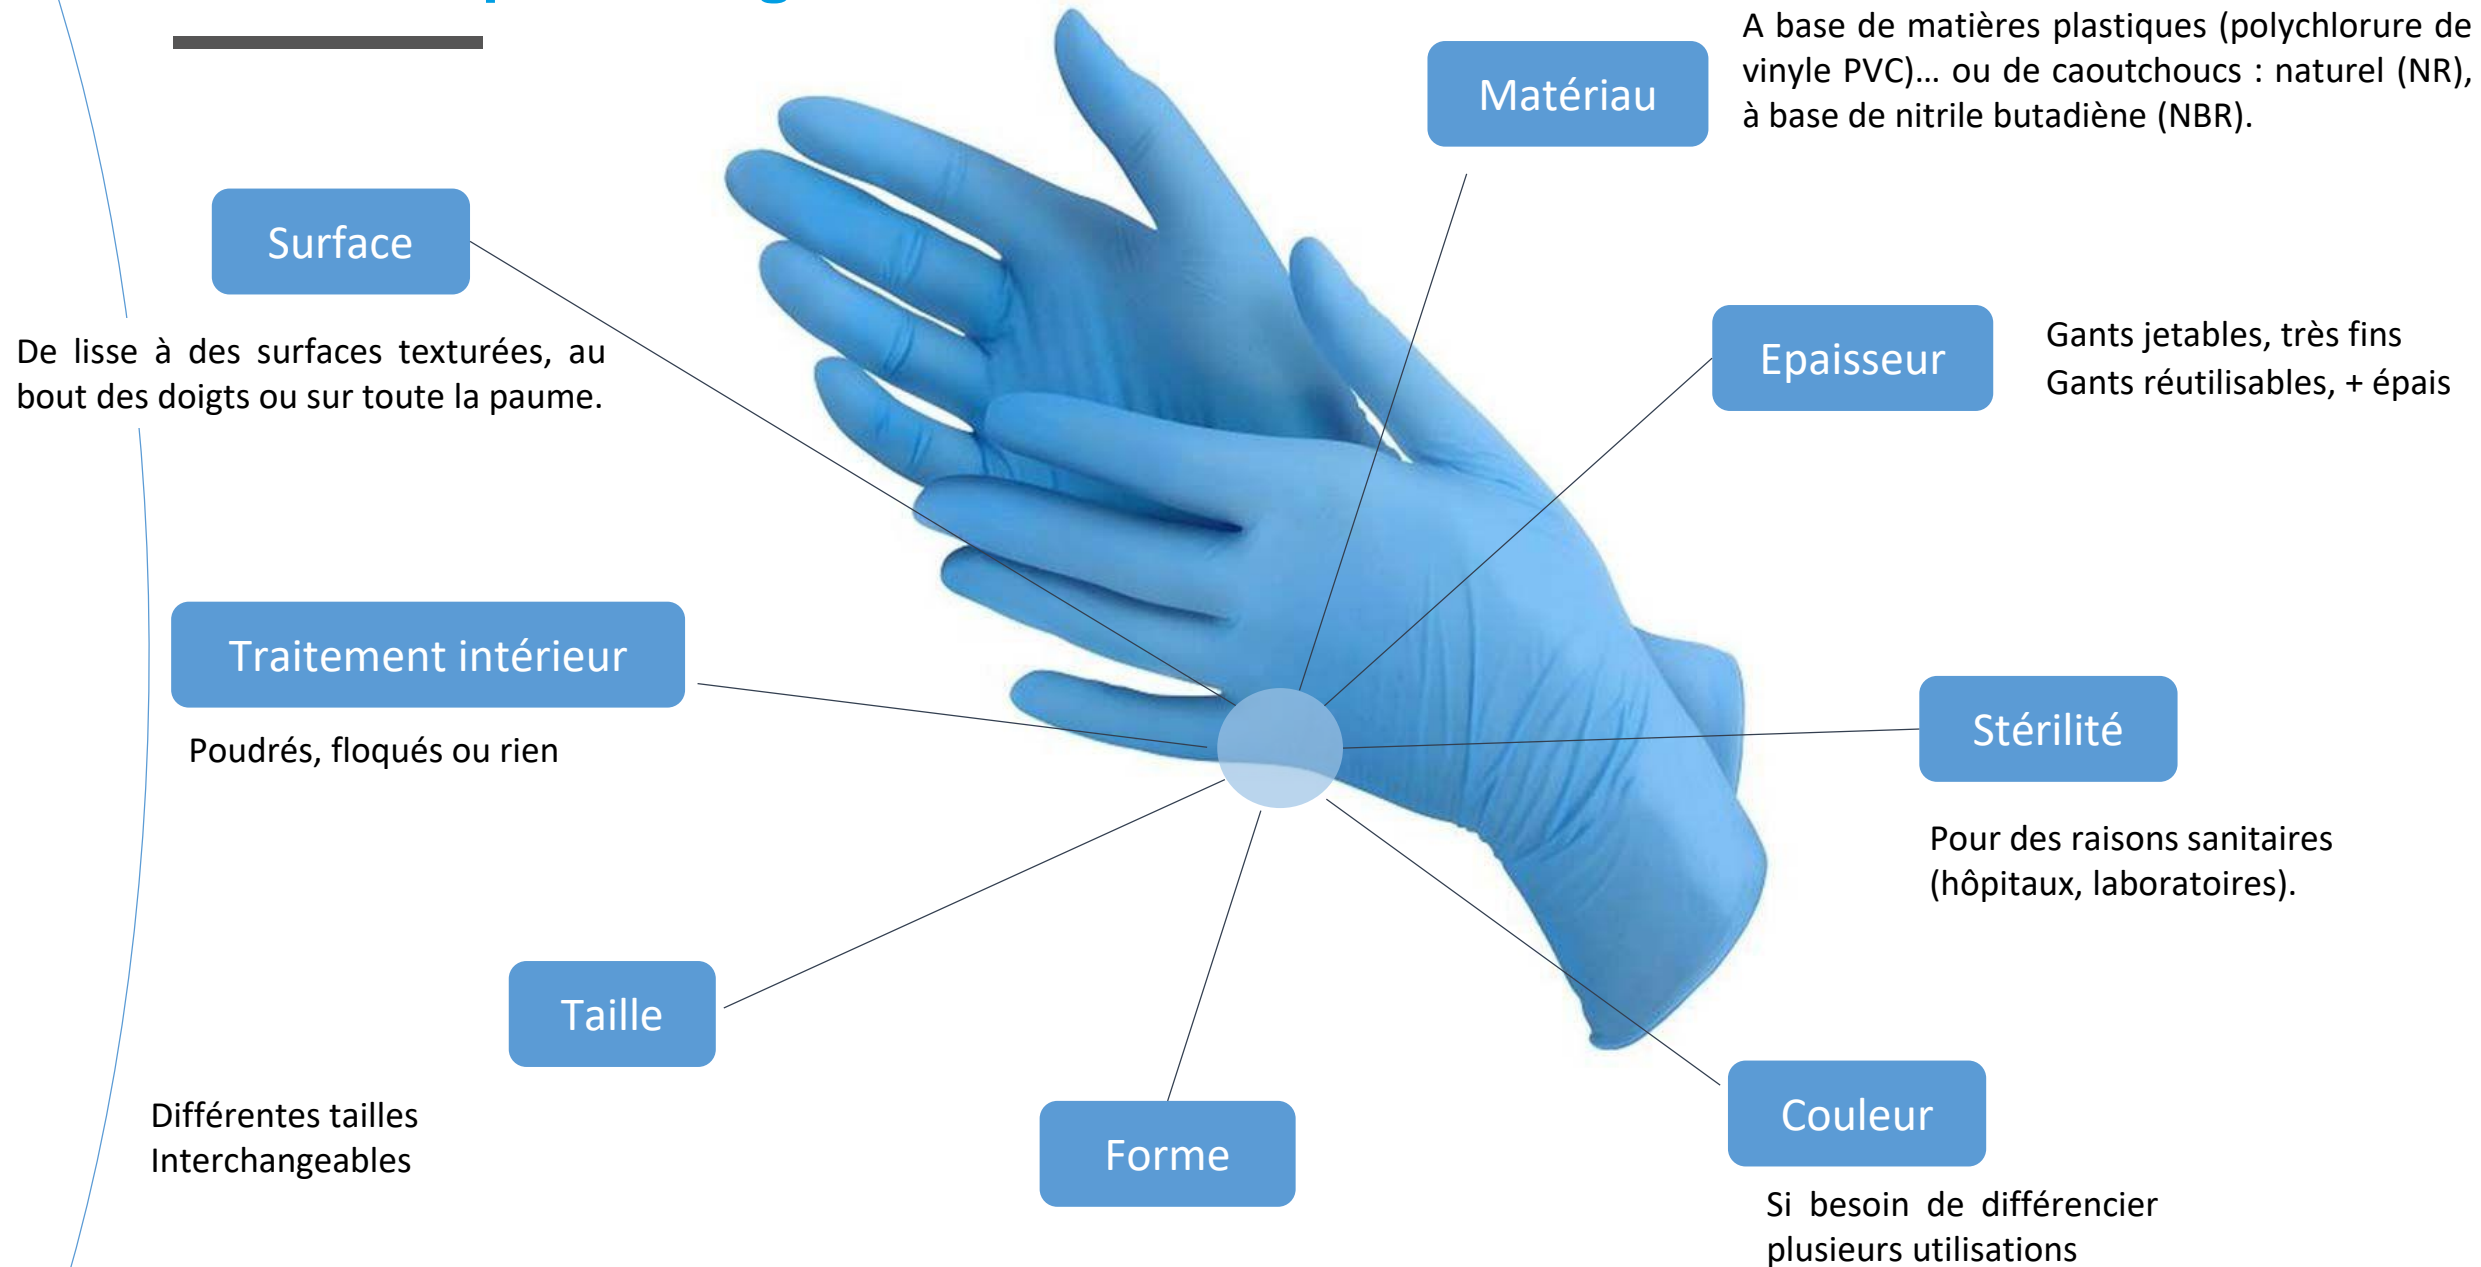 A base de matières plastiques (polychlorure de
vinyle PVC)… ou de caoutchoucs : naturel (NR),
à base de nitrile butadiène (NBR).
Matériau
Surface
De lisse à des surfaces texturées, au
bout des doigts ou sur toute la paume.
Epaisseur
Gants jetables, très fins
Gants réutilisables, + épais
Traitement intérieur
Poudrés, floqués ou rien
Stérilité
Pour des raisons sanitaires
(hôpitaux, laboratoires).
Taille
Différentes tailles
Interchangeables
Forme
Couleur
Si besoin de différencier
plusieurs utilisations